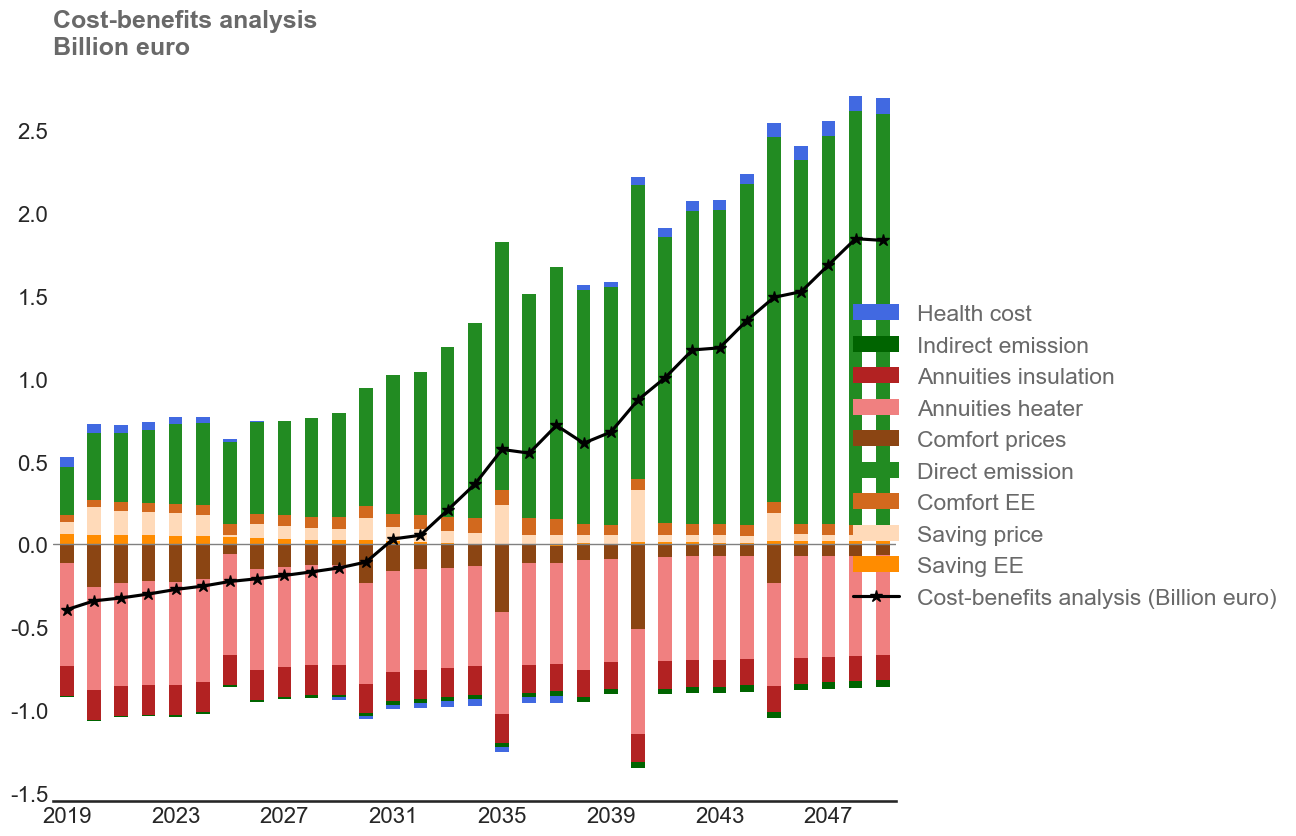 Cost-benefits analysis
Billion euro
2.5
2.0
1.5
1.0
0.5
0.0
-0.5
-1.0
-1.5
2019 2023 2027 2031 2035 2039 2043 2047
Health cost
Indirect emission
Annuities insulation
Annuities heater
Comfort prices
Direct emission
Comfort EE
Saving price
Saving EE
Cost-benefits analysis (Billion euro)